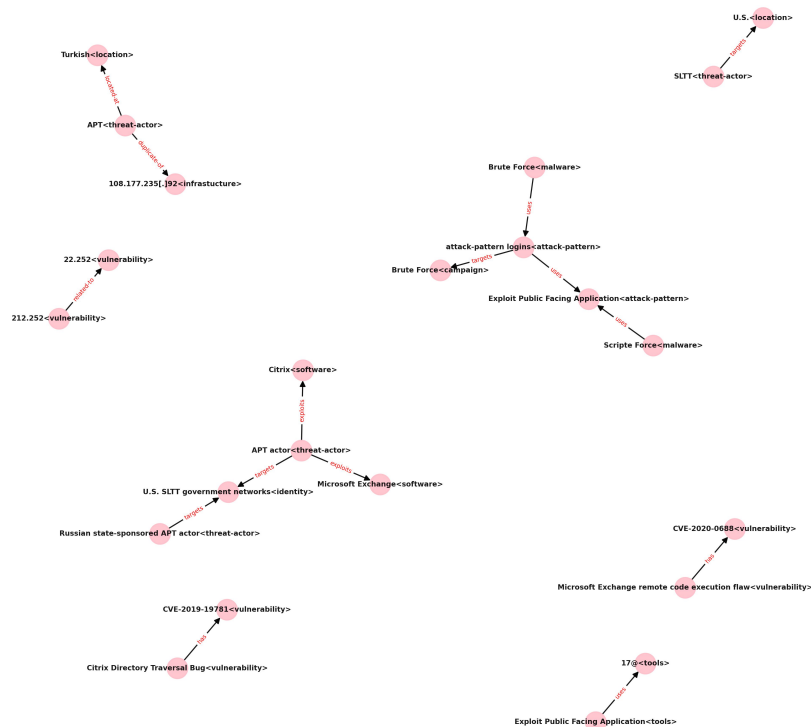 U.S.<location>
targets
SLTT<threat-actor>
Turkish<location>
located-at
APT<threat-actor>
duplicate-of
108.177.235[.]92<infrastucture>
Brute Force<malware>
uses
attack-pattern logins<attack-pattern>
targets
Brute Force<campaign>
uses
Exploit Public Facing Application<attack-pattern>
uses
Scripte Force<malware>
22.252<vulnerability>
related-to
212.252<vulnerability>
Citrix<software>
exploits
APT actor<threat-actor>
targets
exploits
Microsoft Exchange<software>
U.S. SLTT government networks<identity>
targets
Russian state-sponsored APT actor<threat-actor>
CVE-2020-0688<vulnerability>
has
Microsoft Exchange remote code execution flaw<vulnerability>
CVE-2019-19781<vulnerability>
has
Citrix Directory Traversal Bug<vulnerability>
17@<tools>
uses
Exploit Public Facing Application<tools>